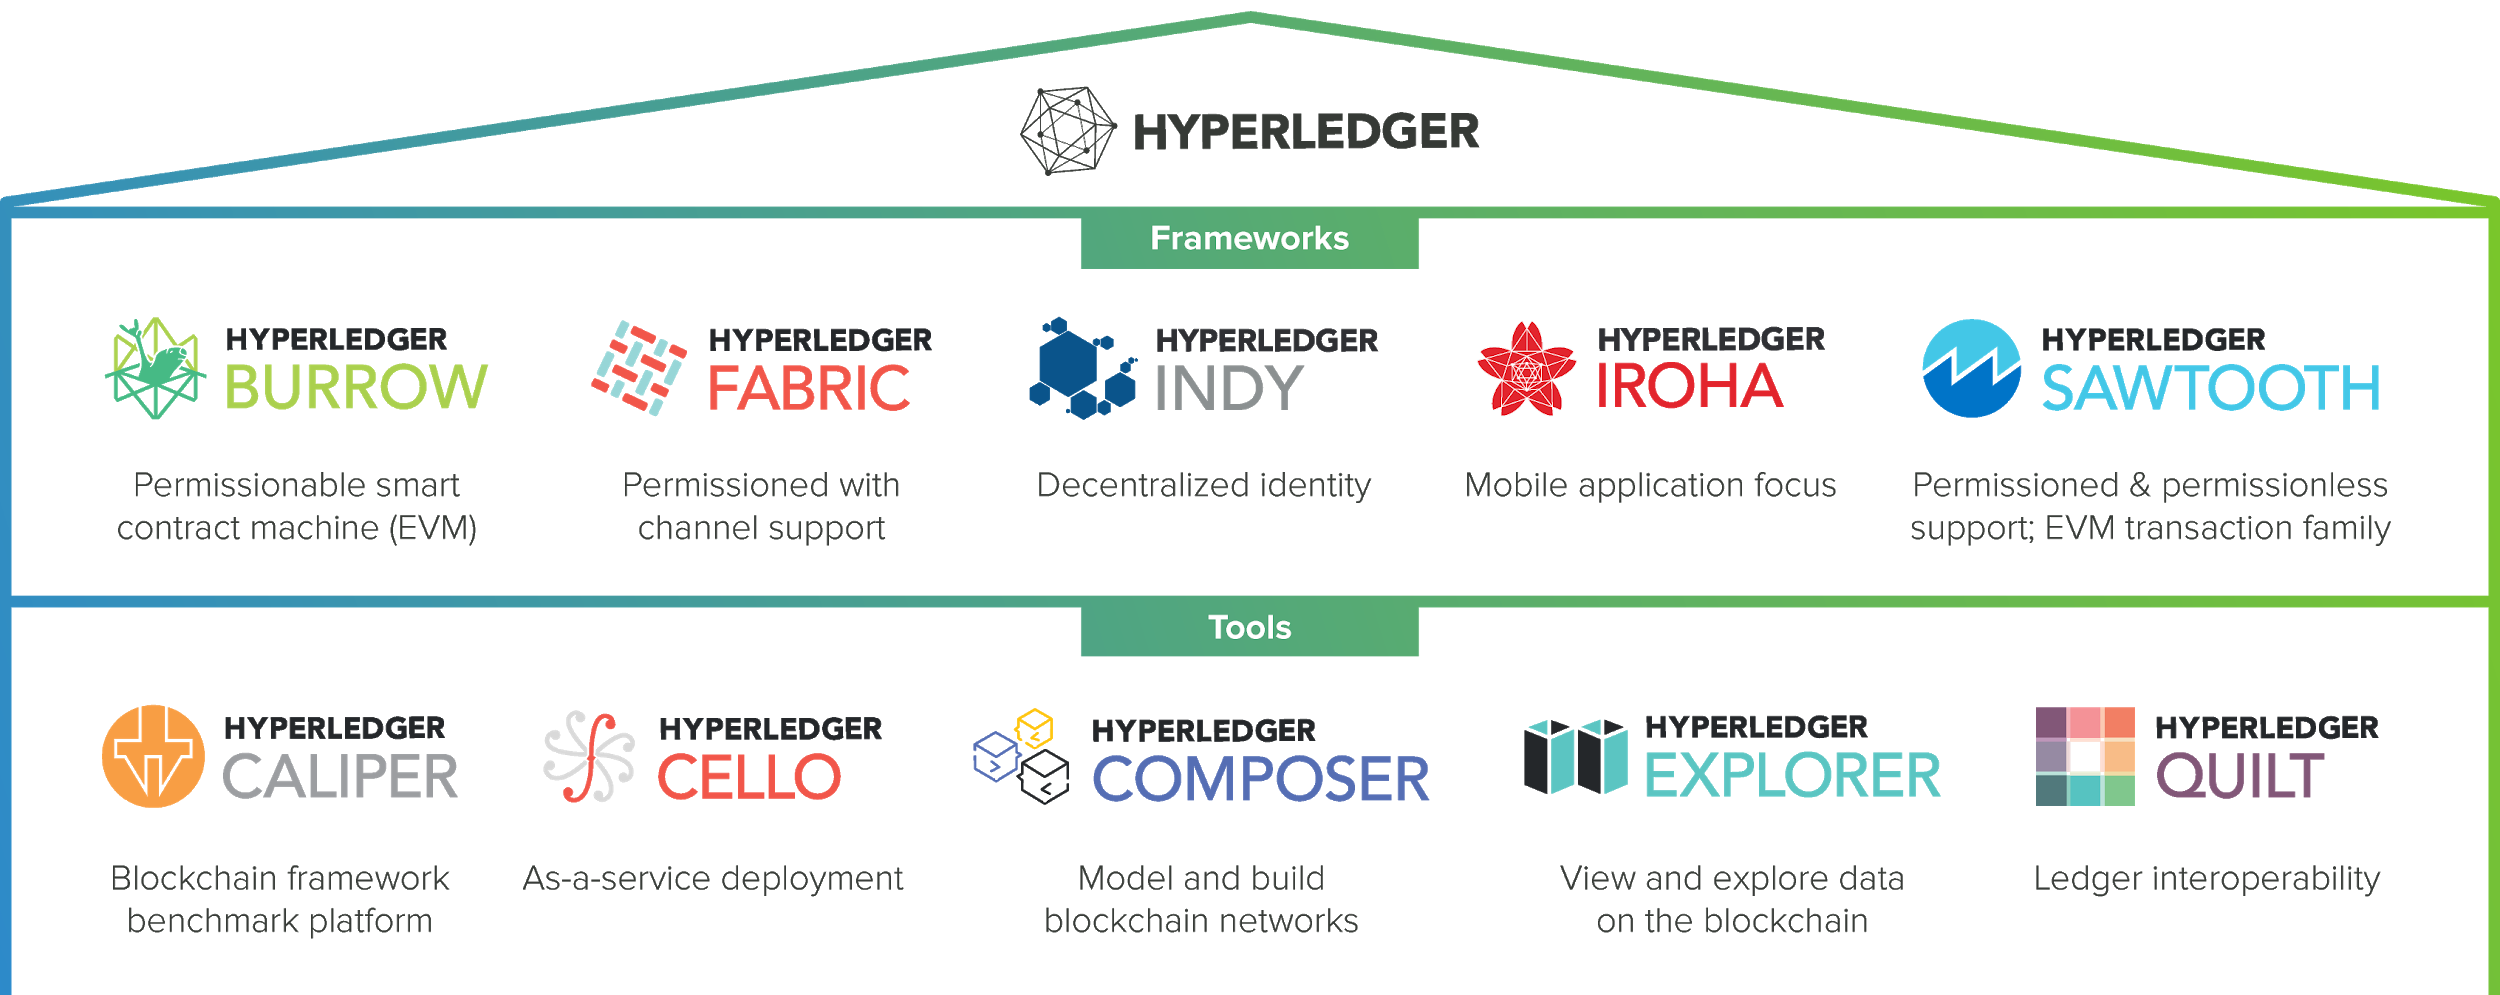 HYPERLEDGER
Frameworks
HYPERLEDGER
BURROW
Permissionable smart
contract machine (EVM)
HYPERLEDGER
FABRIC
Permissioned with
channel support
HYPERLEDGER
INDY
Decentralized identity
HYPERLEDGER
IROHA
Mobile application focus
HYPERLEDGER
SAWTOOTH
Permissioned & permissionless
support; EVM transaction family
Tools
HYPERLEDGER
CALIPER
Blockchain framework
benchmark platform
HYPERLEDGER
CELLO
As-a-service deployment
HYPERLEDGER
COMPOSER
Model and build
blockchain networks
HYPERLEDGER
EXPLORER
View and explore data
on the blockchain
HYPERLEDGER
QUILT
Ledger interoperability